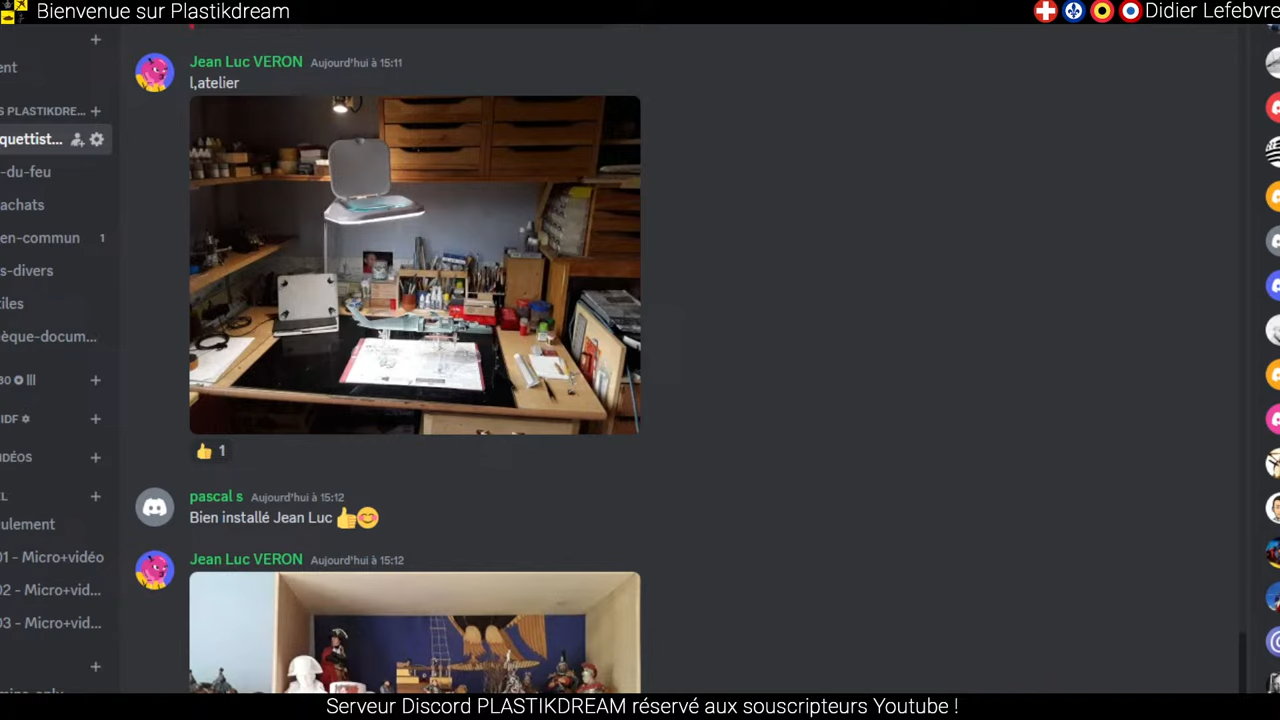 Bienvenue sur Plastikdream
Didier Lefebvre
ent
S PLASTIKDRE...
quettist...
-du-feu
achats
en-commun 1
s-divers
tiles
hèque-docum...
IDF
IDÉOS
EL
ulement
01 - Micro+vidéo
02 - Micro+vid...
03 - Micro+vid...
Jean Luc VERON Aujourd'hui à 15:11
l,atelier
👍 1
pascal s Aujourd'hui à 15:12
Bien installé Jean Luc 👍😊
Jean Luc VERON Aujourd'hui à 15:12
Serveur Discord PLASTIKDREAM réservé aux souscripteurs Youtube !